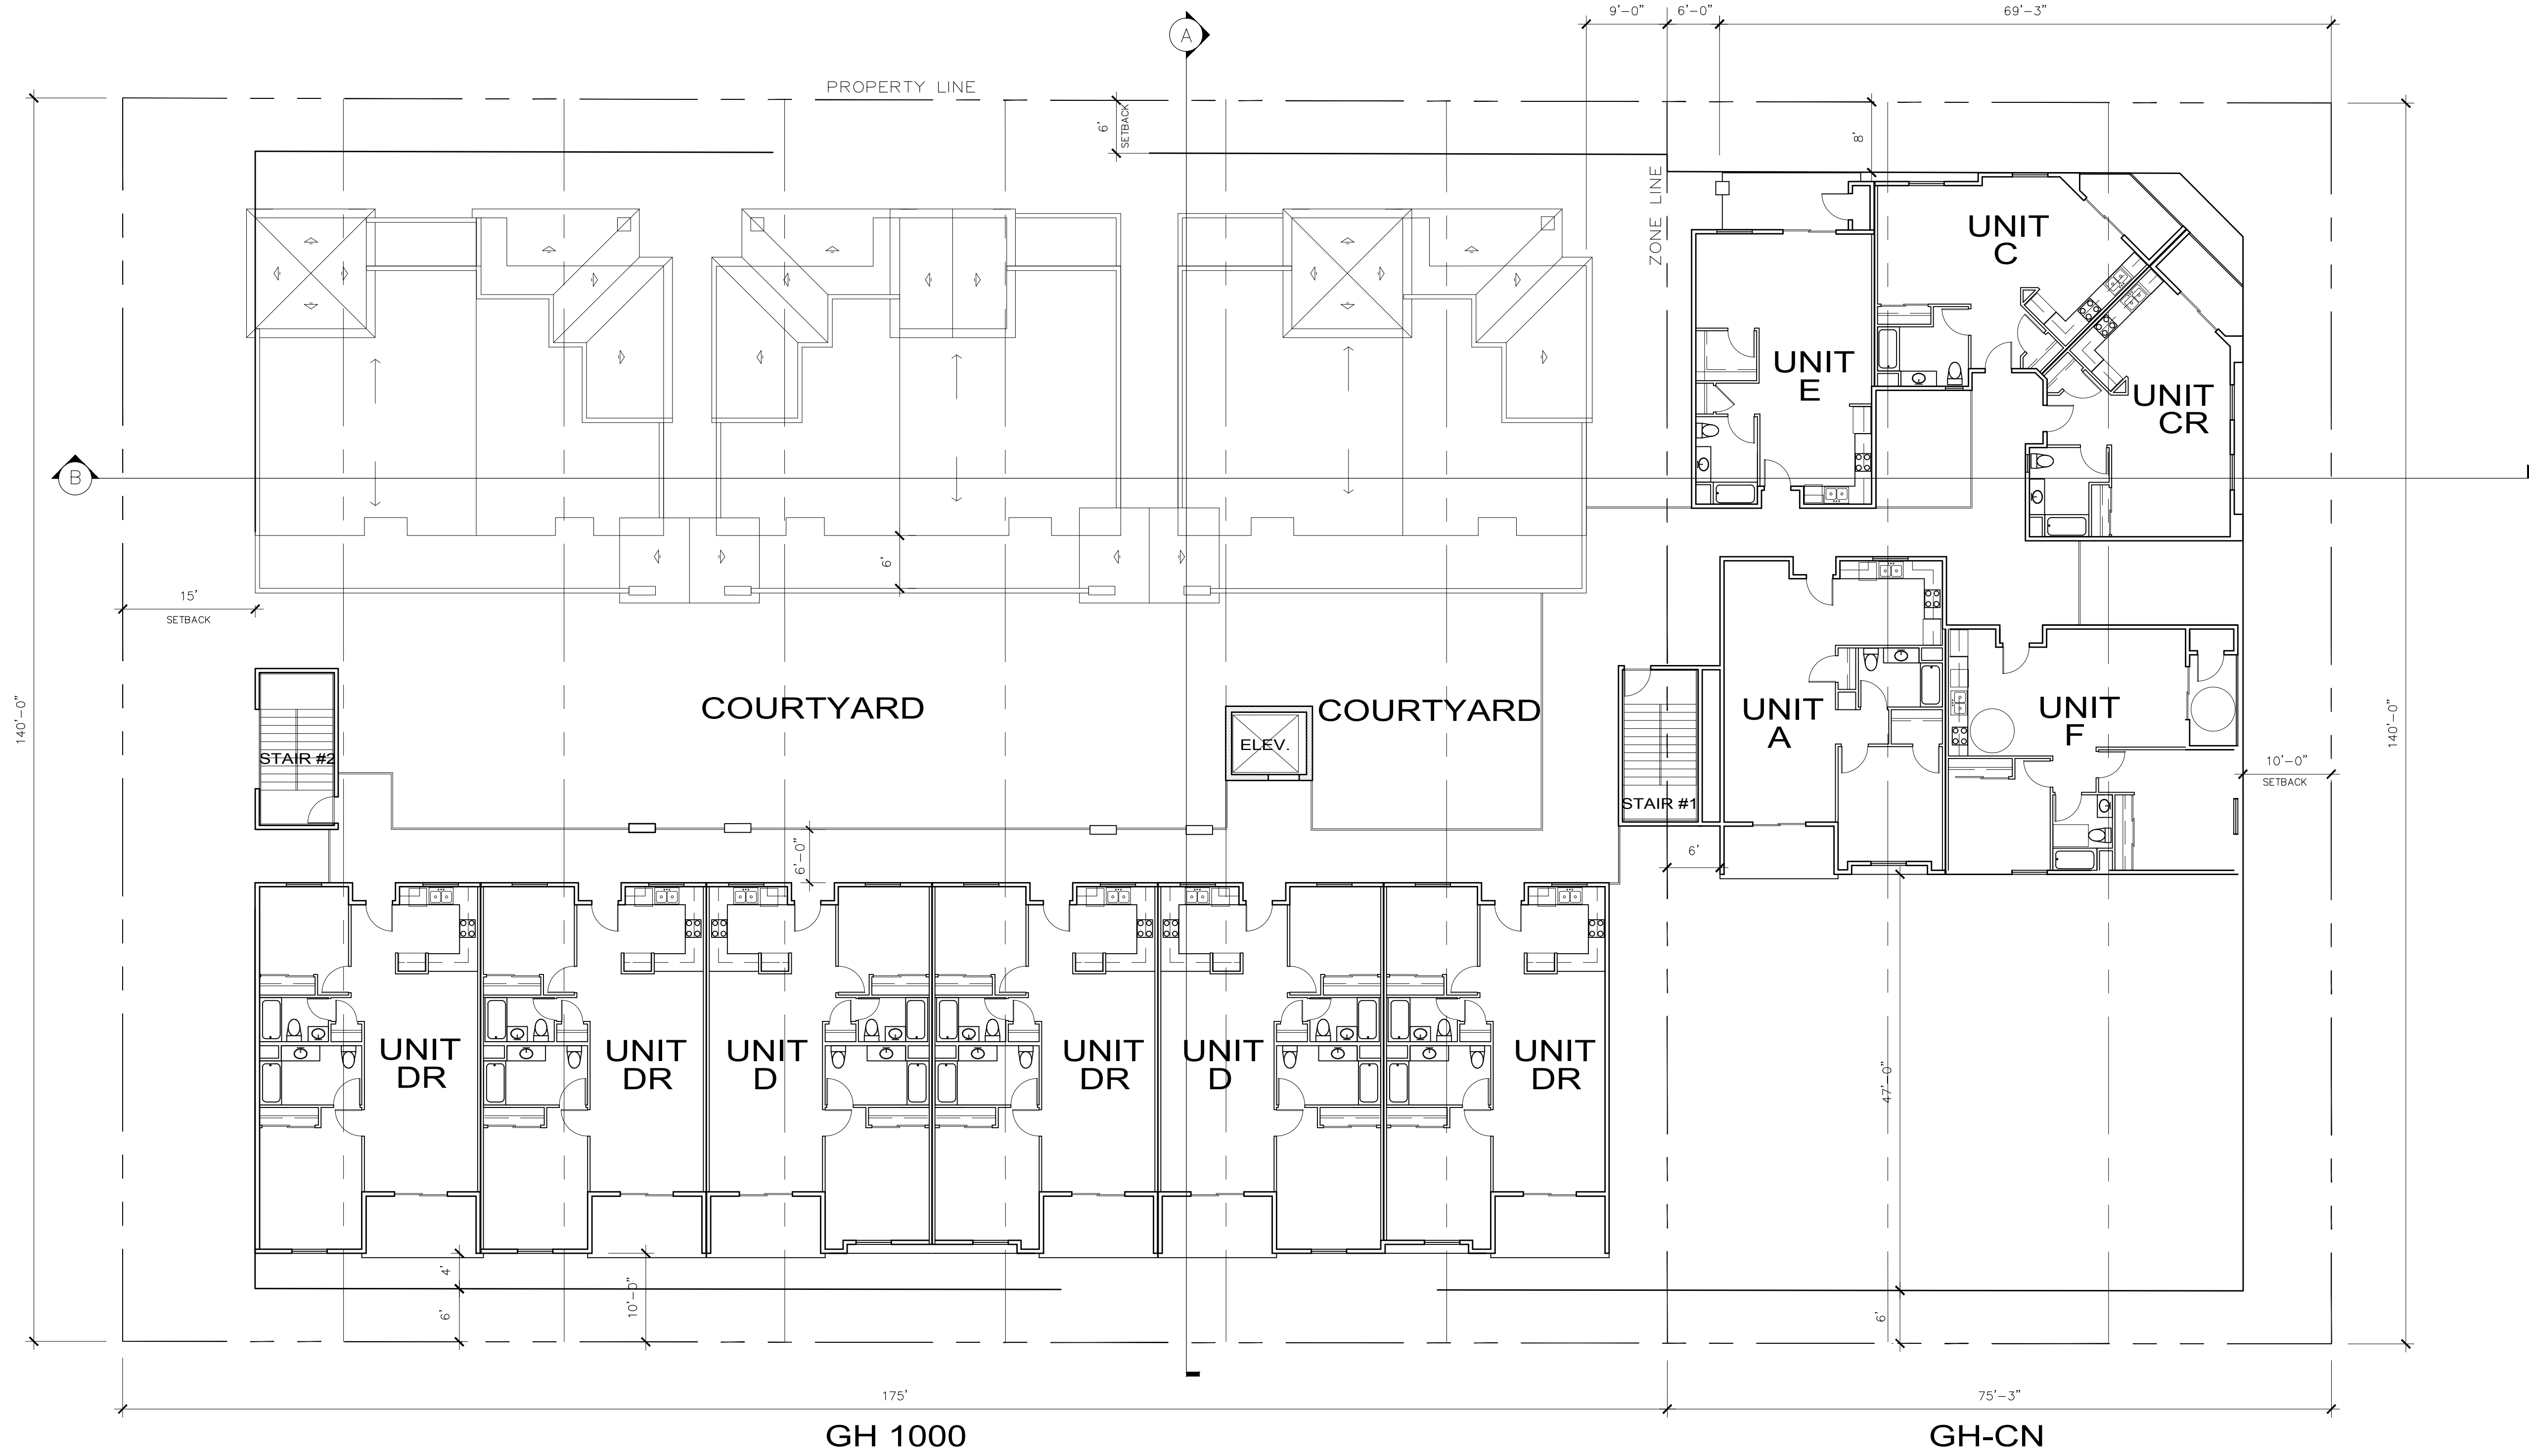 9'-0"
6'-0"
69'-3"
A
PROPERTY LINE
6'
SETBACK
8'
ZONE LINE
UNIT
C
UNIT
E
UNIT
CR
B
6'
15'
SETBACK
140'-0"
COURTYARD
COURTYARD
ELEV.
STAIR #2
STAIR #1
UNIT
A
UNIT
F
140'-0"
10'-0"
SETBACK
6'-0"
6'
UNIT
DR
UNIT
DR
UNIT
D
UNIT
DR
UNIT
D
UNIT
DR
47'-0"
4'
6'
10'-0"
6'
175'
75'-3"
GH 1000
GH-CN